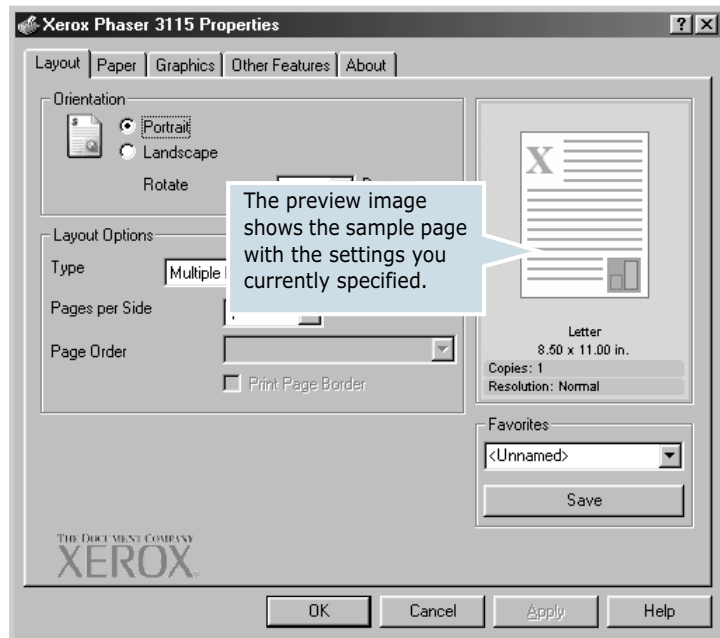 Xerox Phaser 3115 Properties
Layout Paper Graphics Other Features About
Orientation
Portrait
Landscape
Rotate
The preview image
shows the sample page
with the settings you
currently specified.
Layout Options
Type
Multiple
Pages per Side
Page Order
Print Page Border
X
Letter
8.50 x 11.00 in.
Copies: 1
Resolution: Normal
Favorites
<Unnamed>
Save
THE DOCUMENT COMPANY
XEROX
OK Cancel Apply Help